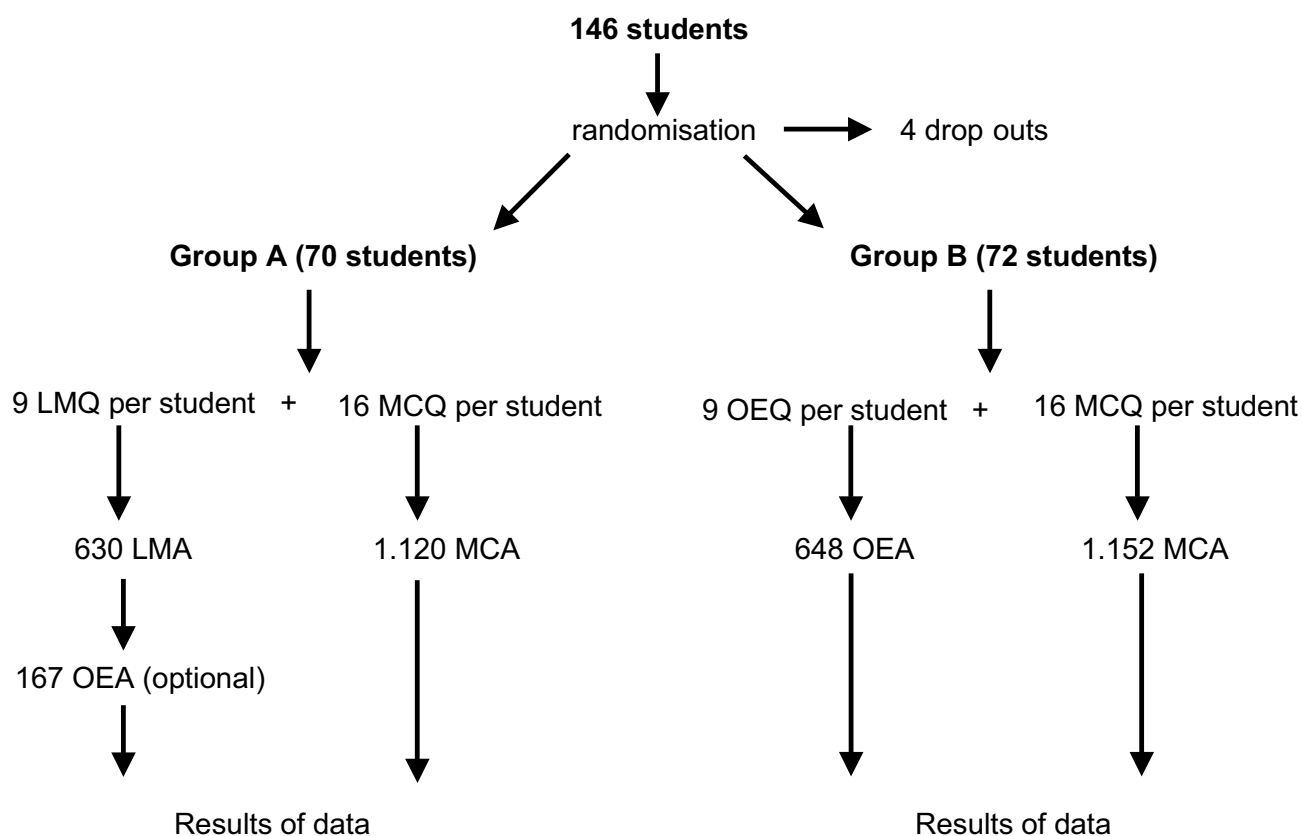 146 students
randomisation
4 drop outs
Group A (70 students)
Group B (72 students)
9 LMQ per student + 16 MCQ per student
9 OEQ per student + 16 MCQ per student
630 LMA
1.120 MCA
648 OEA
1.152 MCA
167 OEA (optional)
Results of data
Results of data